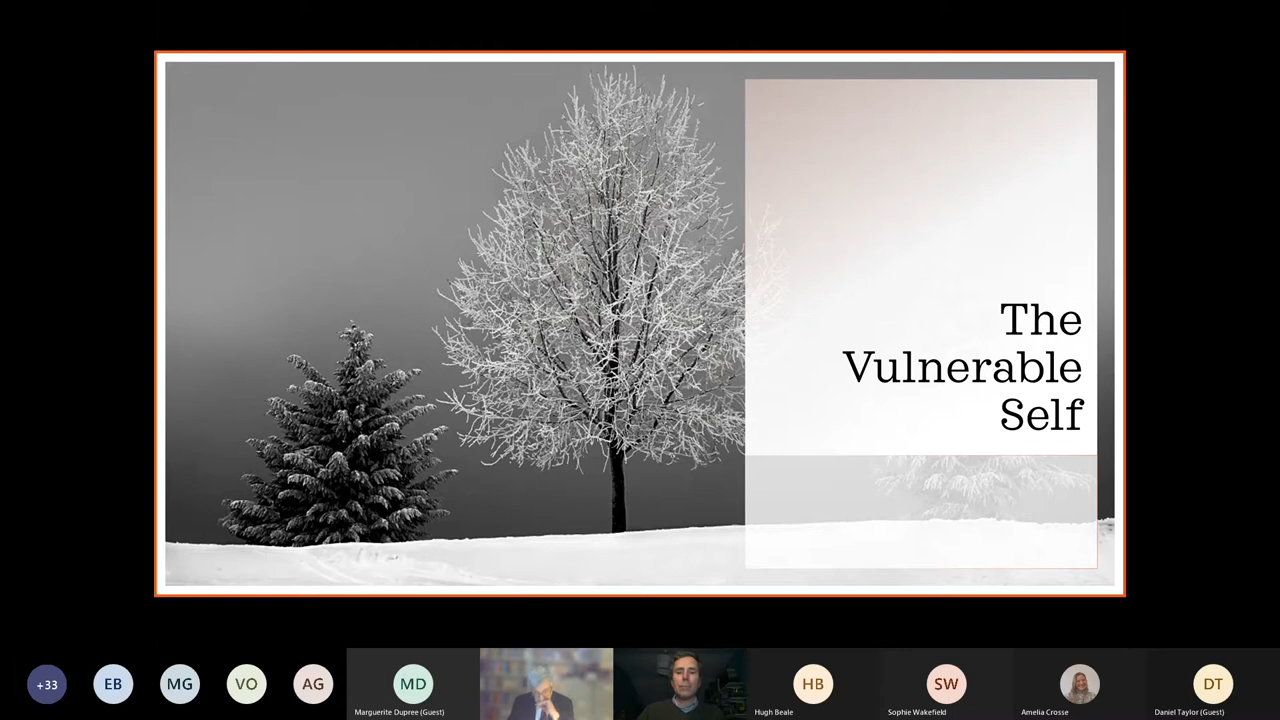 The
Vulnerable
Self
+33
EB
MG
VO
AG
MD
Marguerite Dupree (Guest)
HB
Hugh Beale
SW
Sophie Wakefield
Amelia Crosse
DT
Daniel Taylor (Guest)